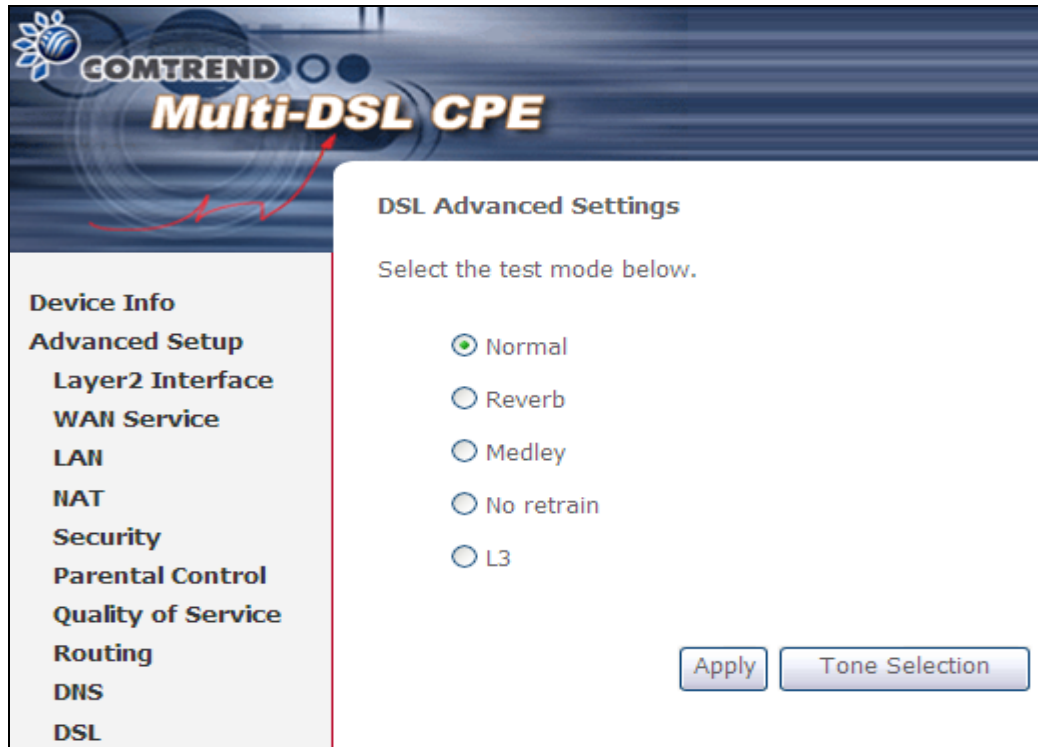 COMTREND
Multi-DSL CPE
DSL Advanced Settings
Select the test mode below.
Device Info
Advanced Setup
Layer2 Interface
WAN Service
LAN
NAT
Security
Parental Control
Quality of Service
Routing
DNS
DSL
Normal
Reverb
Medley
No retrain
L3
Apply
Tone Selection